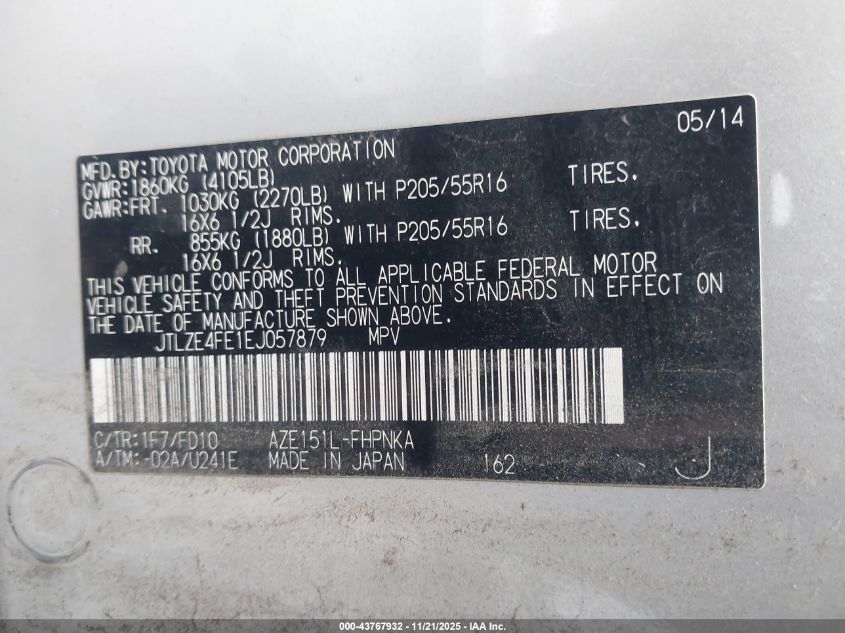 05/14
MFD.BY:TOYOTA MOTOR CORPORATION
GVWR:1860KG (4105LB)
GAWR:FRT. 1030KG (2270LB) WITH P205/55R16 TIRES.
16X6 1/2J RIMS.
RR. 855KG (1880LB) WITH P205/55R16 TIRES.
16X6 1/2J RIMS.
THIS VEHICLE CONFORMS TO ALL APPLICABLE FEDERAL MOTOR
VEHICLE SAFETY AND THEFT PREVENTION STANDARDS IN EFFECT ON
THE DATE OF MANUFACTURE SHOWN ABOVE.
JTLZE4FE1EJ057879 MPV
C/TR:1F7/FD10 AZE151L-FHPNKA
A/TM:-02A/U241E MADE IN JAPAN 162 J
000-43767932 - 11/21/2025 - IAA Inc.